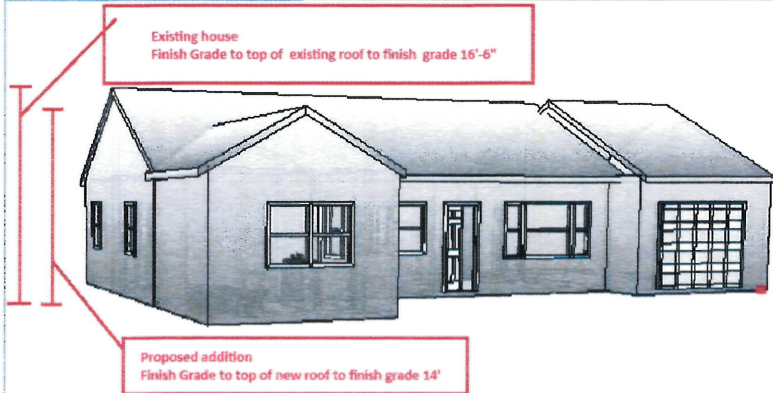 Existing house
Finish Grade to top of existing roof to finish grade 16'-6"
Proposed addition
Finish Grade to top of new roof to finish grade 14'